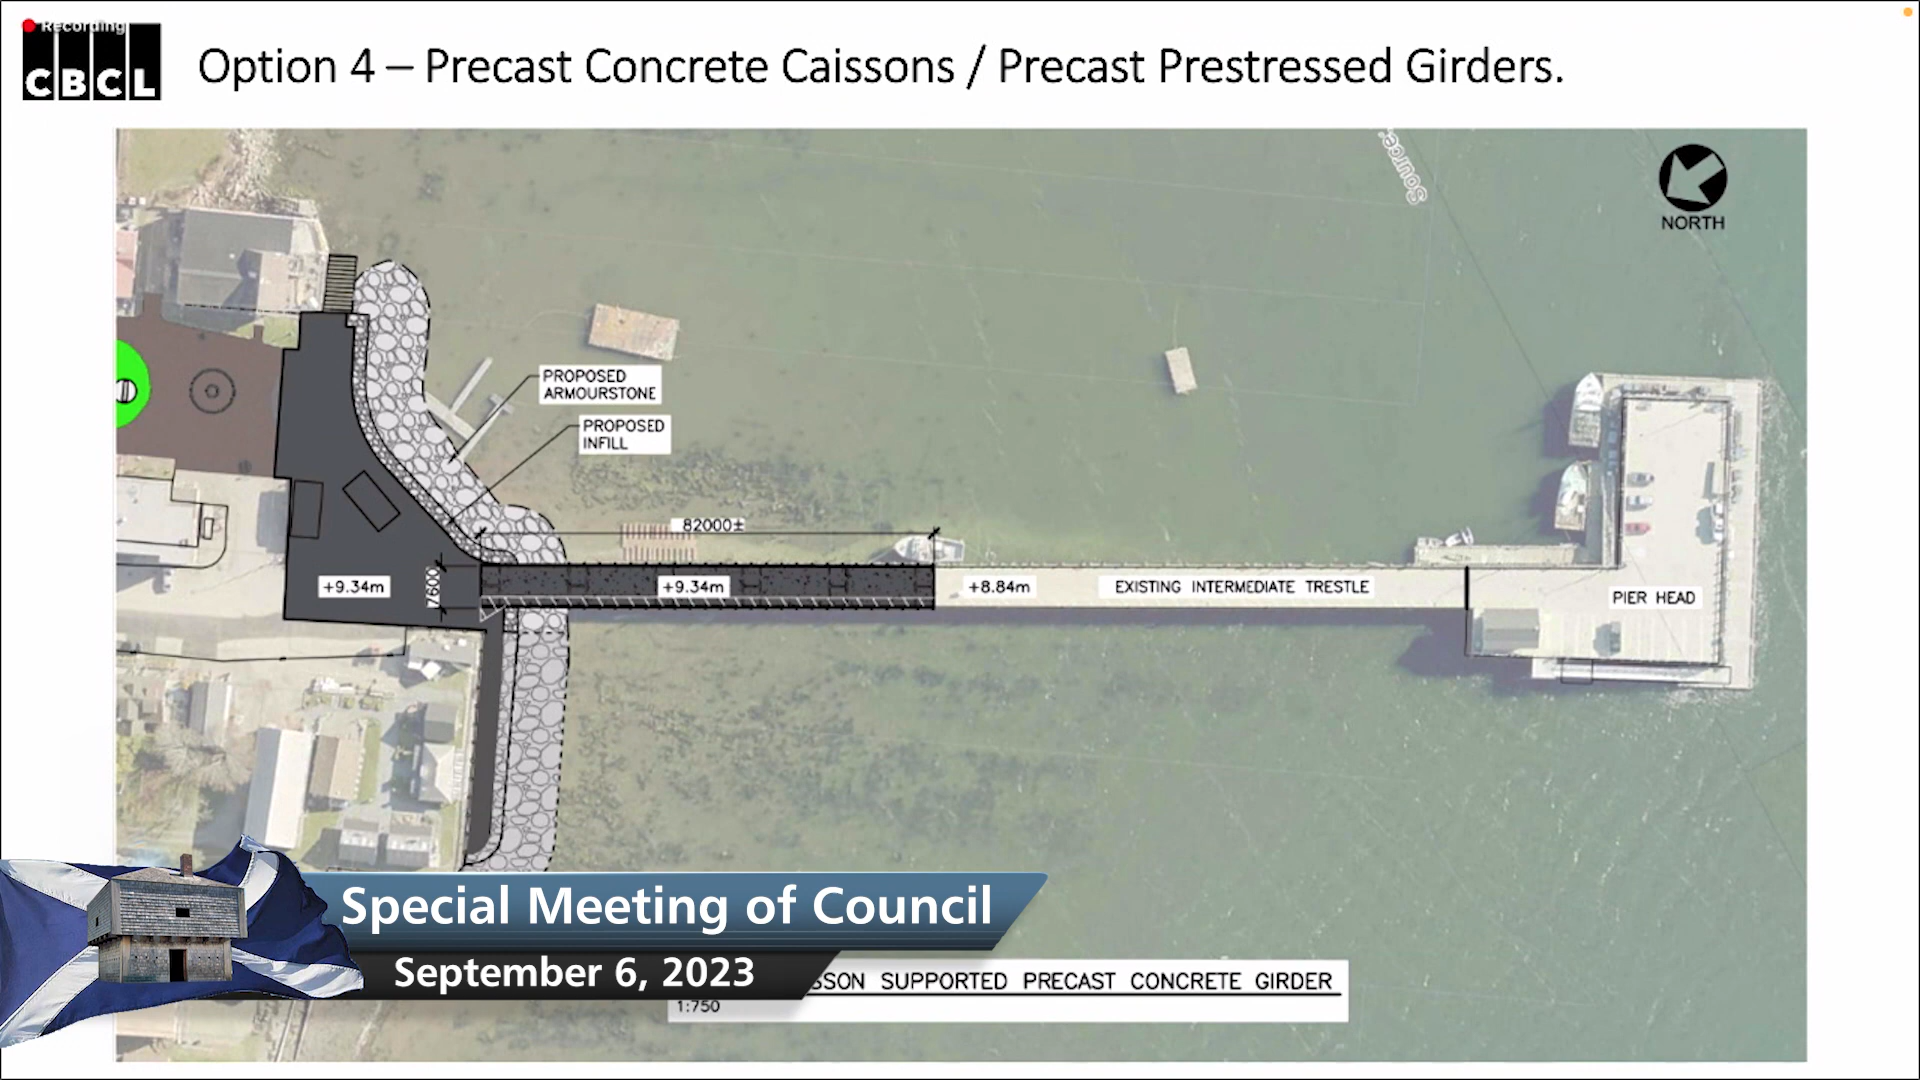 Recording
CBCL
Option 4 – Precast Concrete Caissons / Precast Prestressed Girders.
Source:
NORTH
PROPOSED
ARMOURSTONE
PROPOSED
INFILL
82000±
7600
+9.34m
+9.34m
+8.84m
EXISTING INTERMEDIATE TRESTLE
PIER HEAD
Special Meeting of Council
September 6, 2023
SSON SUPPORTED PRECAST CONCRETE GIRDER
1:750